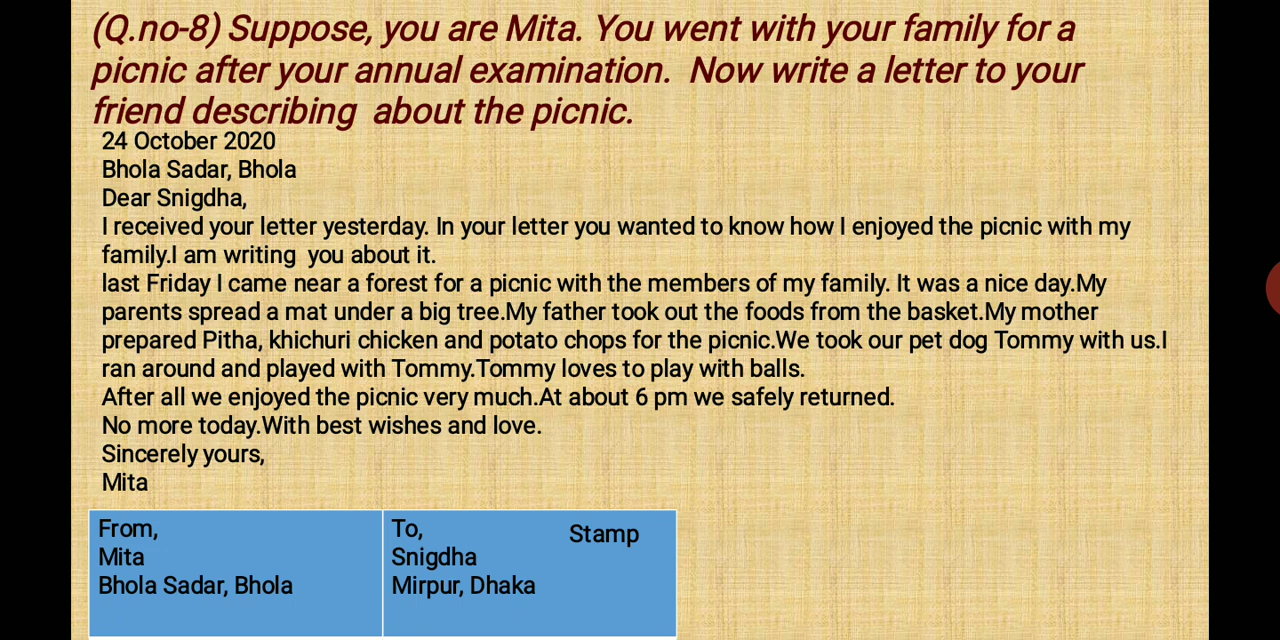 (Q.no-8) Suppose, you are Mita. You went with your family for a
picnic after your annual examination. Now write a letter to your
friend describing about the picnic.
24 October 2020
Bhola Sadar, Bhola
Dear Snigdha,
I received your letter yesterday. In your letter you wanted to know how I enjoyed the picnic with my
family.I am writing you about it.
last Friday I came near a forest for a picnic with the members of my family. It was a nice day.My
parents spread a mat under a big tree.My father took out the foods from the basket.My mother
prepared Pitha, khichuri chicken and potato chops for the picnic.We took our pet dog Tommy with us.I
ran around and played with Tommy.Tommy loves to play with balls.
After all we enjoyed the picnic very much.At about 6 pm we safely returned.
No more today.With best wishes and love.
Sincerely yours,
Mita
From,
Mita
Bhola Sadar, Bhola
To,
Stamp
Snigdha
Mirpur, Dhaka